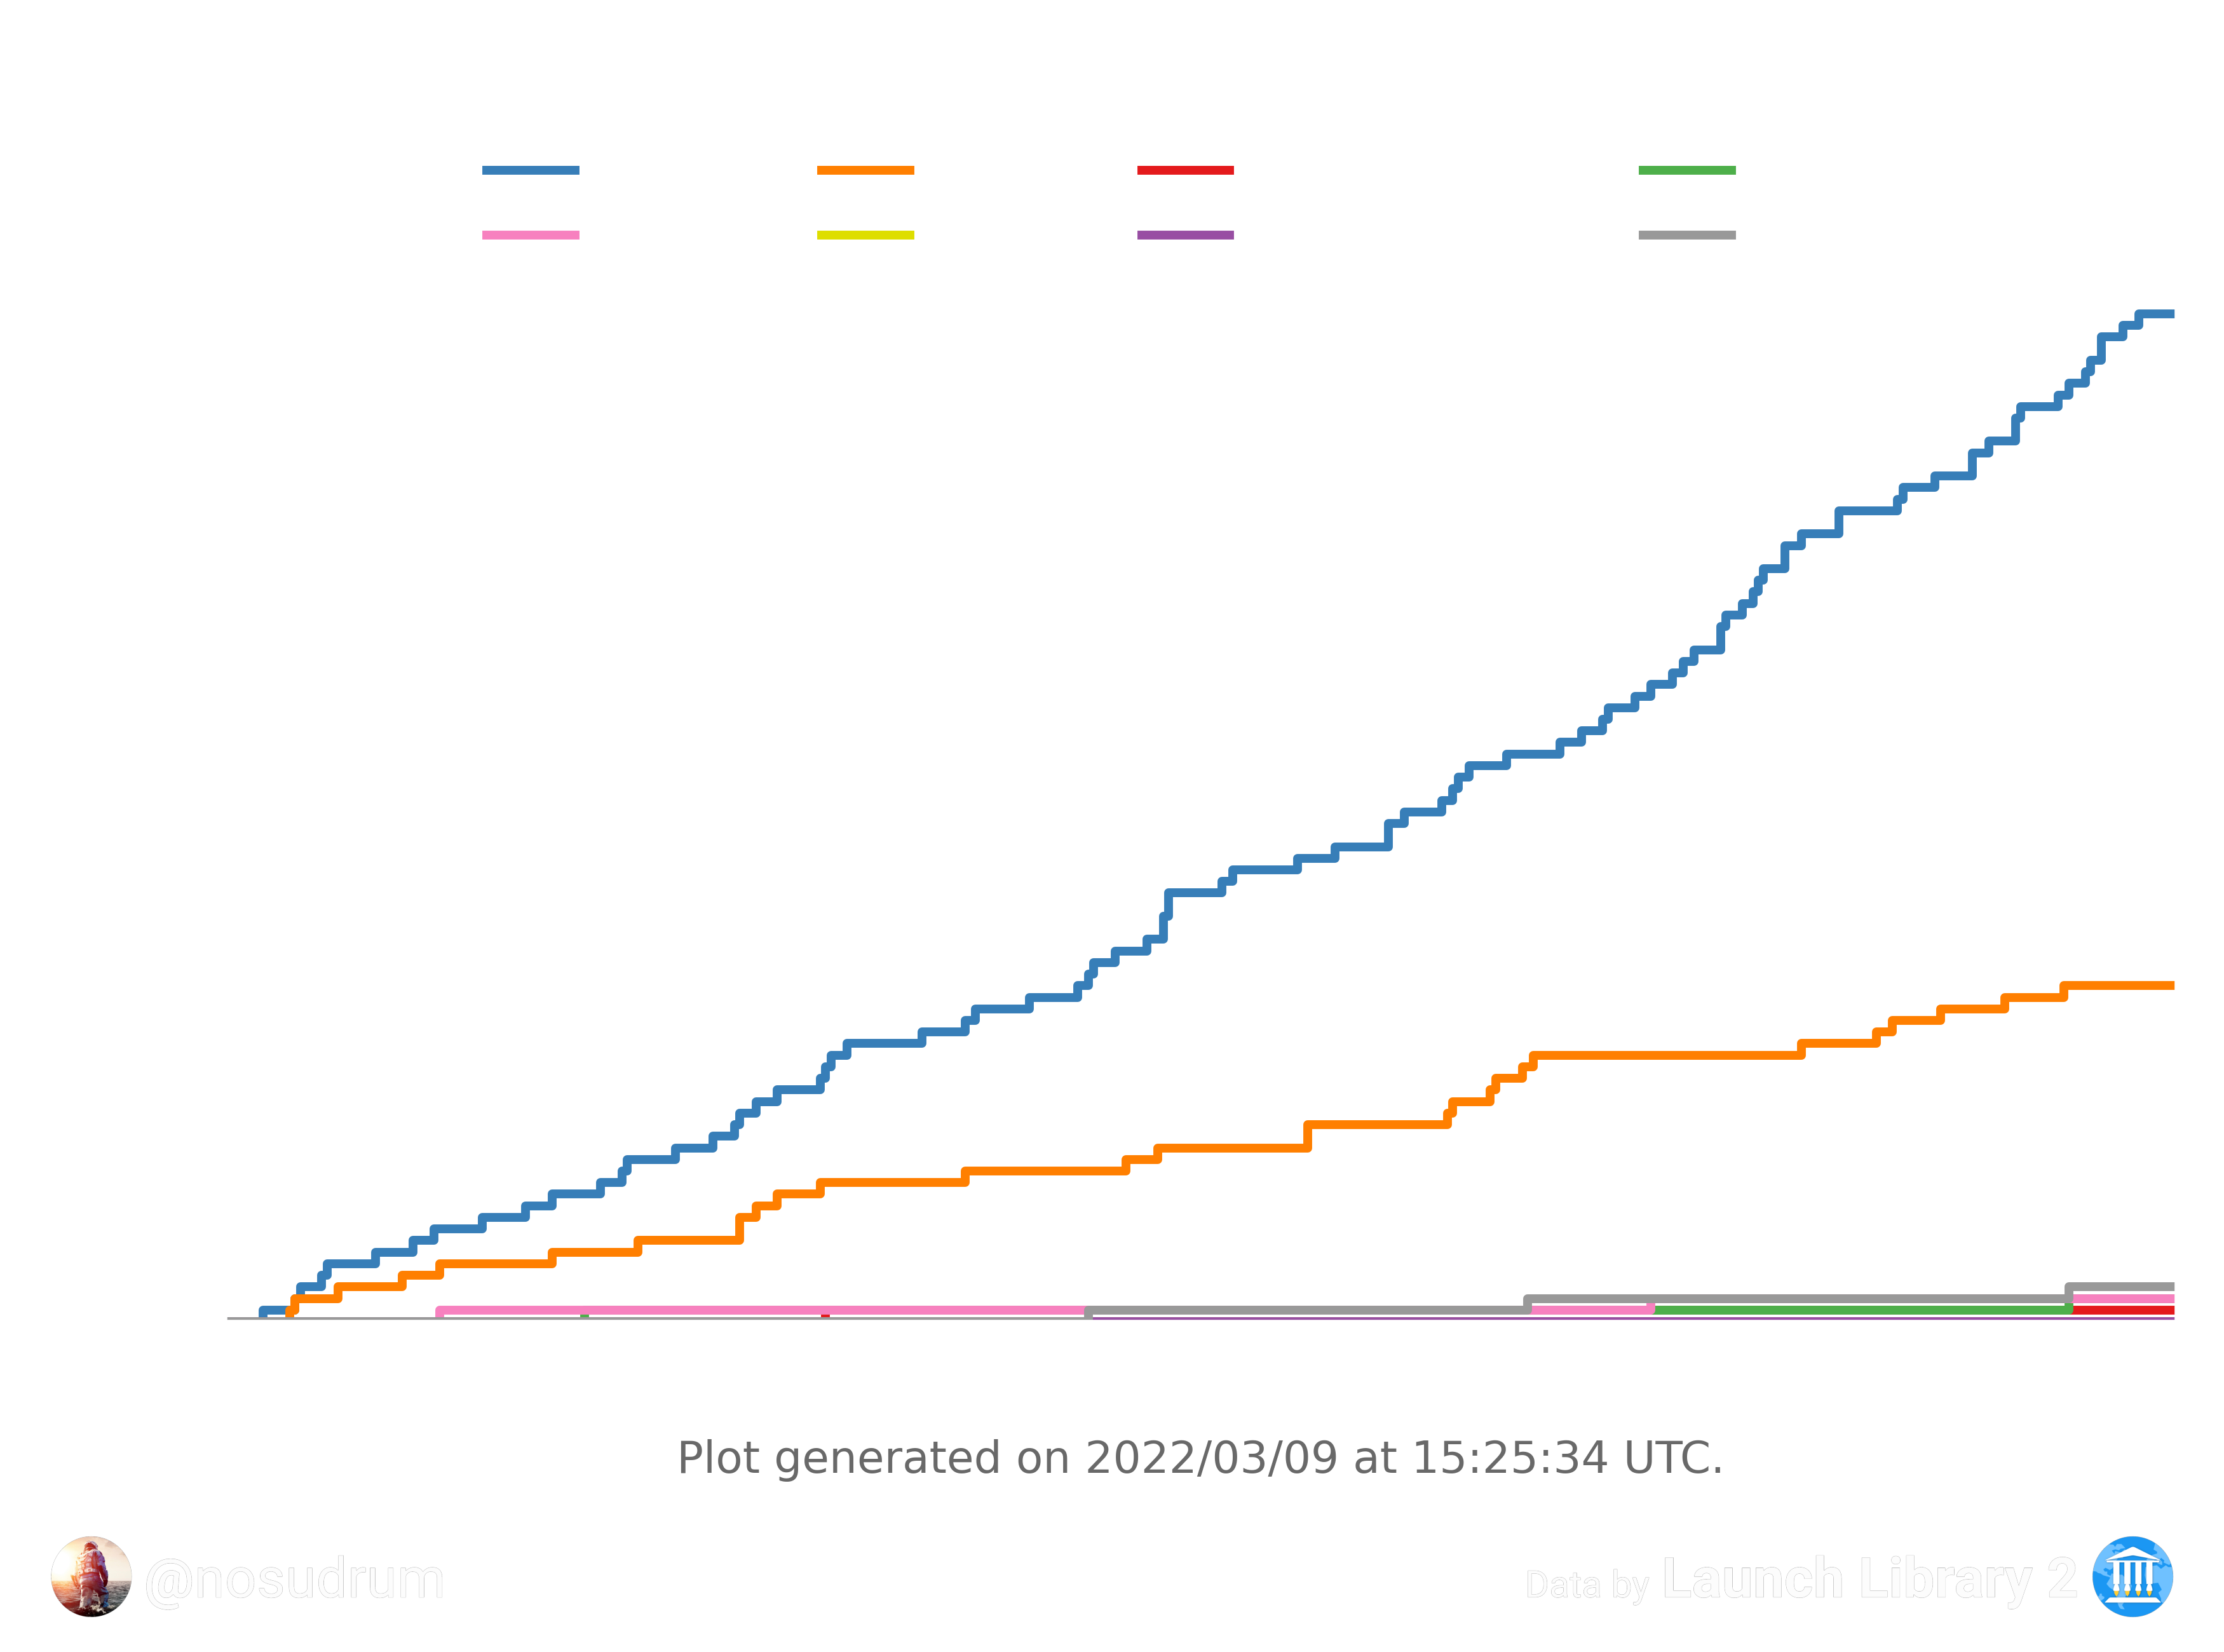 Plot generated on 2022/03/09 at 15:25:34 UTC.
@nosudrum
Data by Launch Library 2